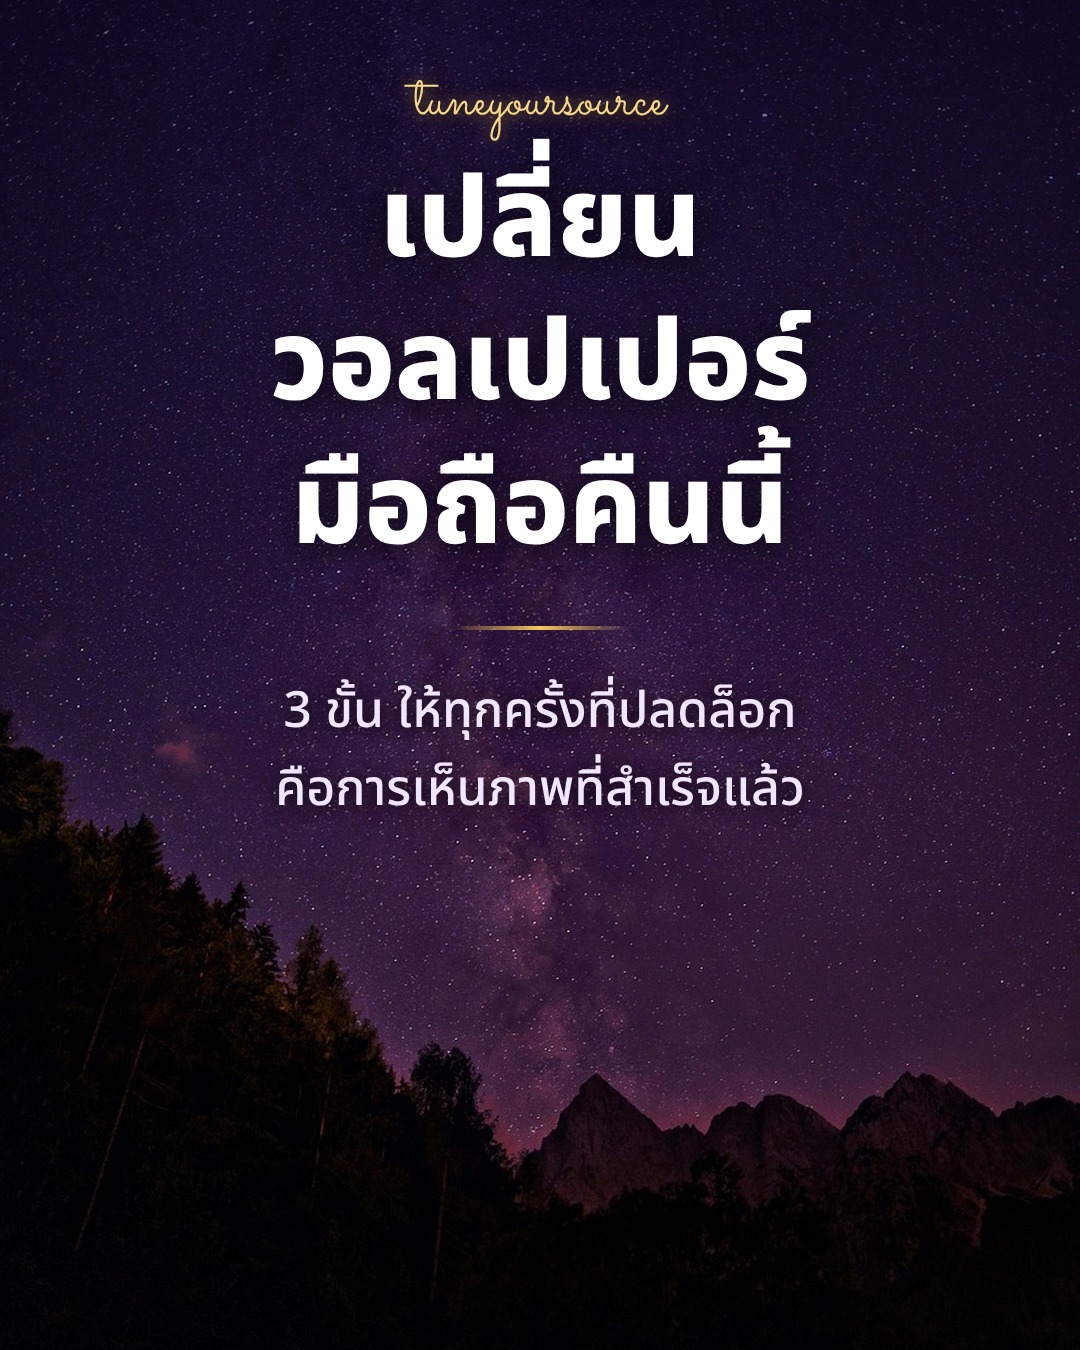 tuneyoursource
เปลี่ยน
วอลเปเปอร์
มือถือคืนนี้
3 ขั้น ให้ทุกครั้งที่ปลดล็อก
คือการเห็นภาพที่สำเร็จแล้ว